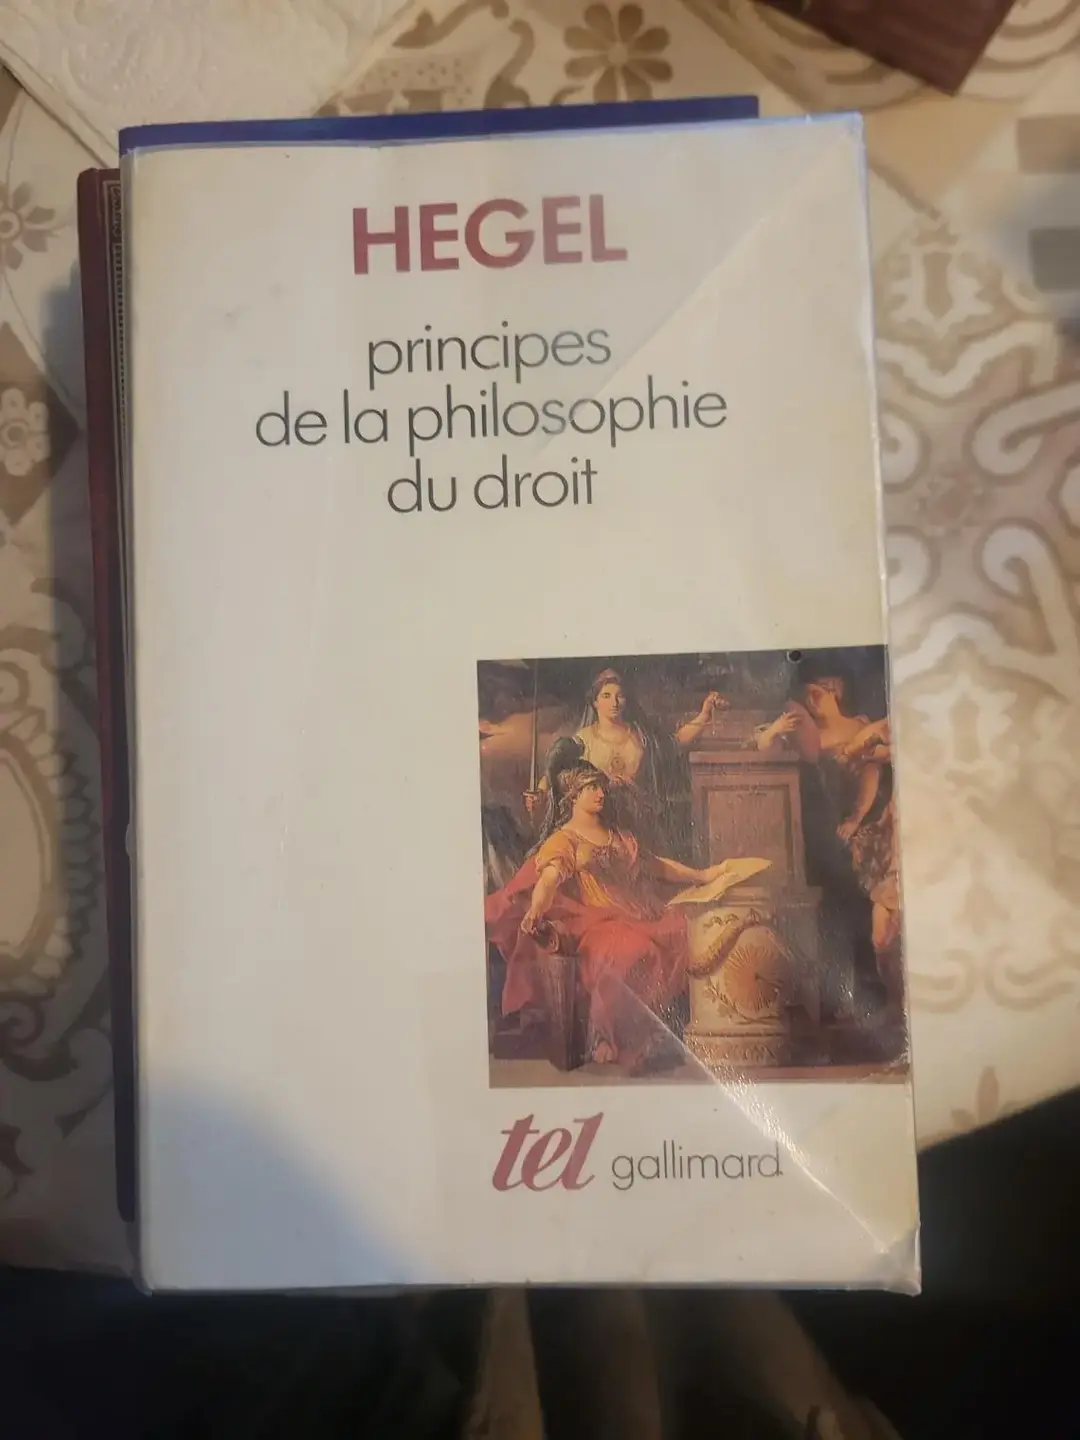 HEGEL
principes
de la philosophie
du droit
tel gallimard